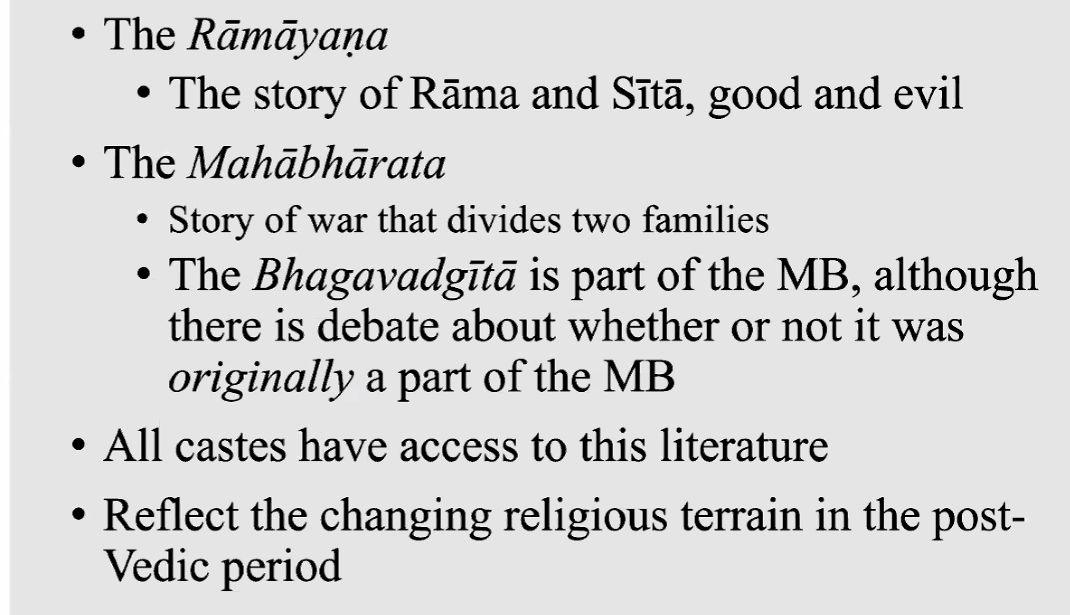 • The Rāmāyaṇa
• The story of Rāma and Sītā, good and evil
• The Mahābhārata
• Story of war that divides two families
• The Bhagavadgītā is part of the MB, although
there is debate about whether or not it was
originally a part of the MB
• All castes have access to this literature
• Reflect the changing religious terrain in the post-
Vedic period